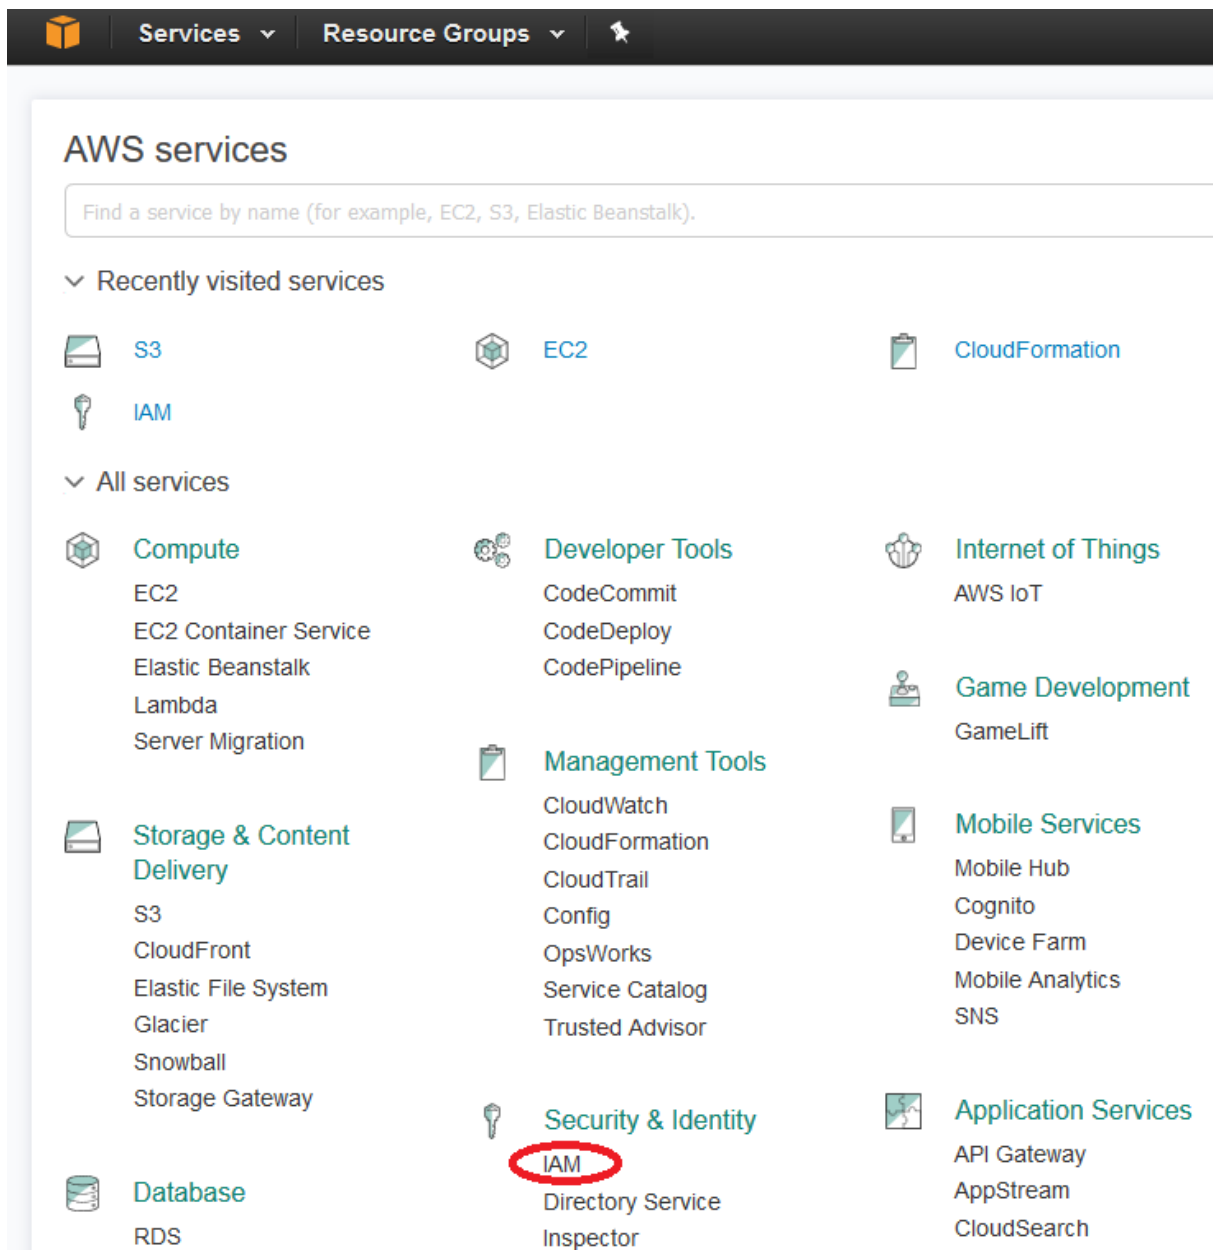 Services Resource Groups
AWS services
Find a service by name (for example, EC2, S3, Elastic Beanstalk).
Recently visited services
S3
EC2
CloudFormation
IAM
All services
Compute
EC2
EC2 Container Service
Elastic Beanstalk
Lambda
Server Migration
Storage & Content
Delivery
S3
CloudFront
Elastic File System
Glacier
Snowball
Storage Gateway
Database
RDS
Developer Tools
CodeCommit
CodeDeploy
CodePipeline
Management Tools
CloudWatch
CloudFormation
CloudTrail
Config
OpsWorks
Service Catalog
Trusted Advisor
Security & Identity
IAM
Directory Service
Inspector
Internet of Things
AWS IoT
Game Development
GameLift
Mobile Services
Mobile Hub
Cognito
Device Farm
Mobile Analytics
SNS
Application Services
API Gateway
AppStream
CloudSearch